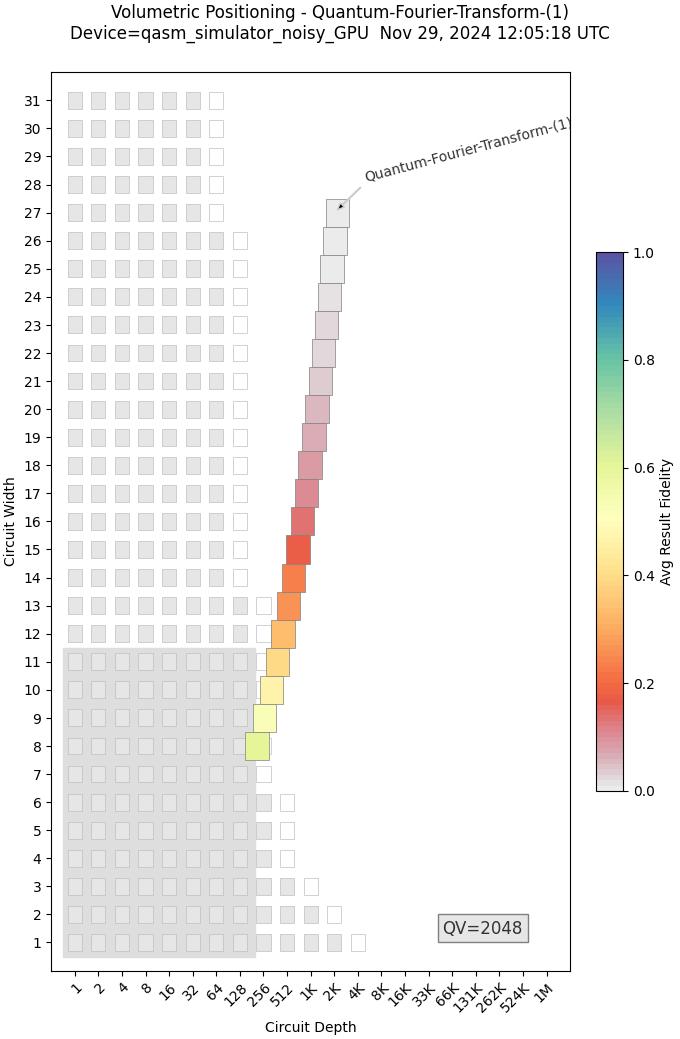 Volumetric Positioning - Quantum-Fourier-Transform-(1)
Device=qasm_simulator_noisy_GPU  Nov 29, 2024 12:05:18 UTC
Quantum-Fourier-Transform-(1)
31
30
29
28
27
26
25
24
23
22
21
20
19
18
17
16
15
14
13
12
11
10
9
8
7
6
5
4
3
2
1
Circuit Width
QV=2048
1
2
4
8
16
32
64
128
256
512
1K
2K
4K
8K
16K
33K
66K
131K
262K
524K
1M
Circuit Depth
1.0
0.8
0.6
0.4
0.2
0.0
Avg Result Fidelity